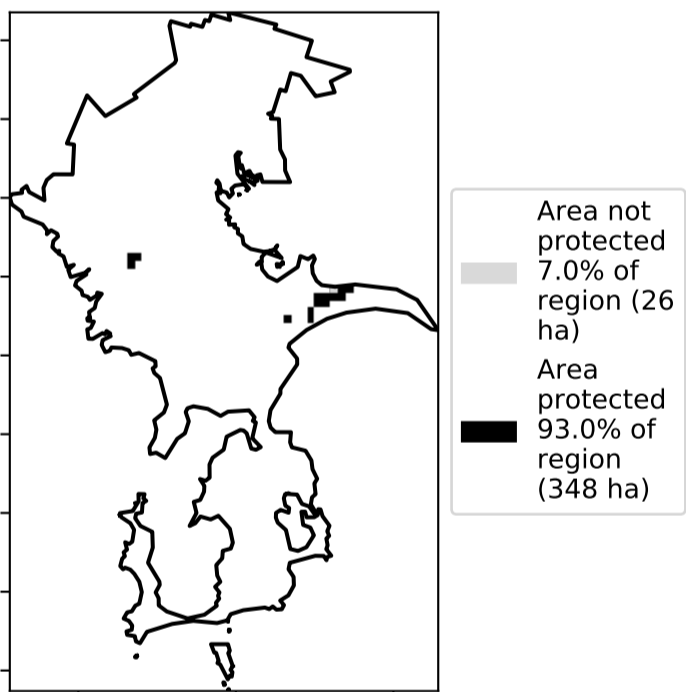 Area not
protected
7.0% of
region (26
ha)
Area
protected
93.0% of
region
(348 ha)